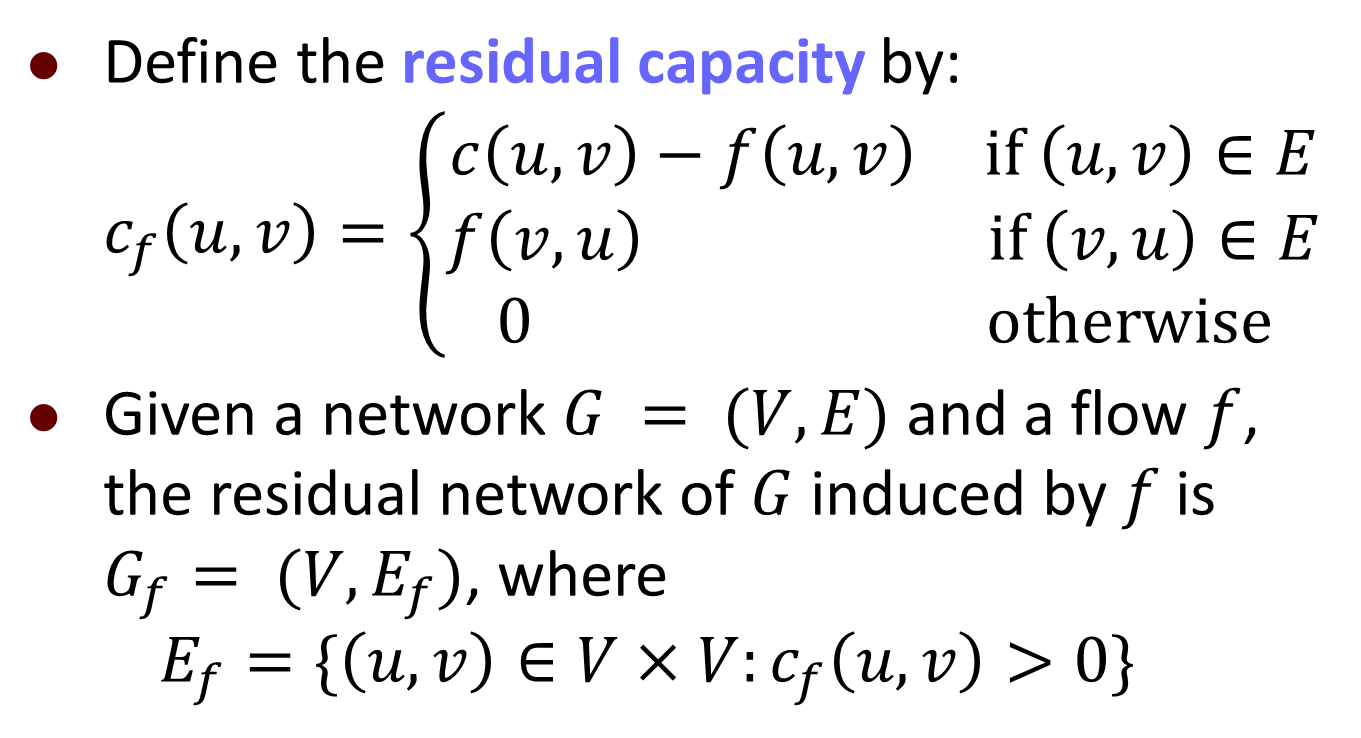 ● Define the residual capacity by:
c_f(u, v) = { c(u, v) − f(u, v) if (u, v) ∈ E
f(v, u) if (v, u) ∈ E
0 otherwise
● Given a network G = (V, E) and a flow f,
the residual network of G induced by f is
G_f = (V, E_f), where
E_f = {(u, v) ∈ V × V: c_f(u, v) > 0}